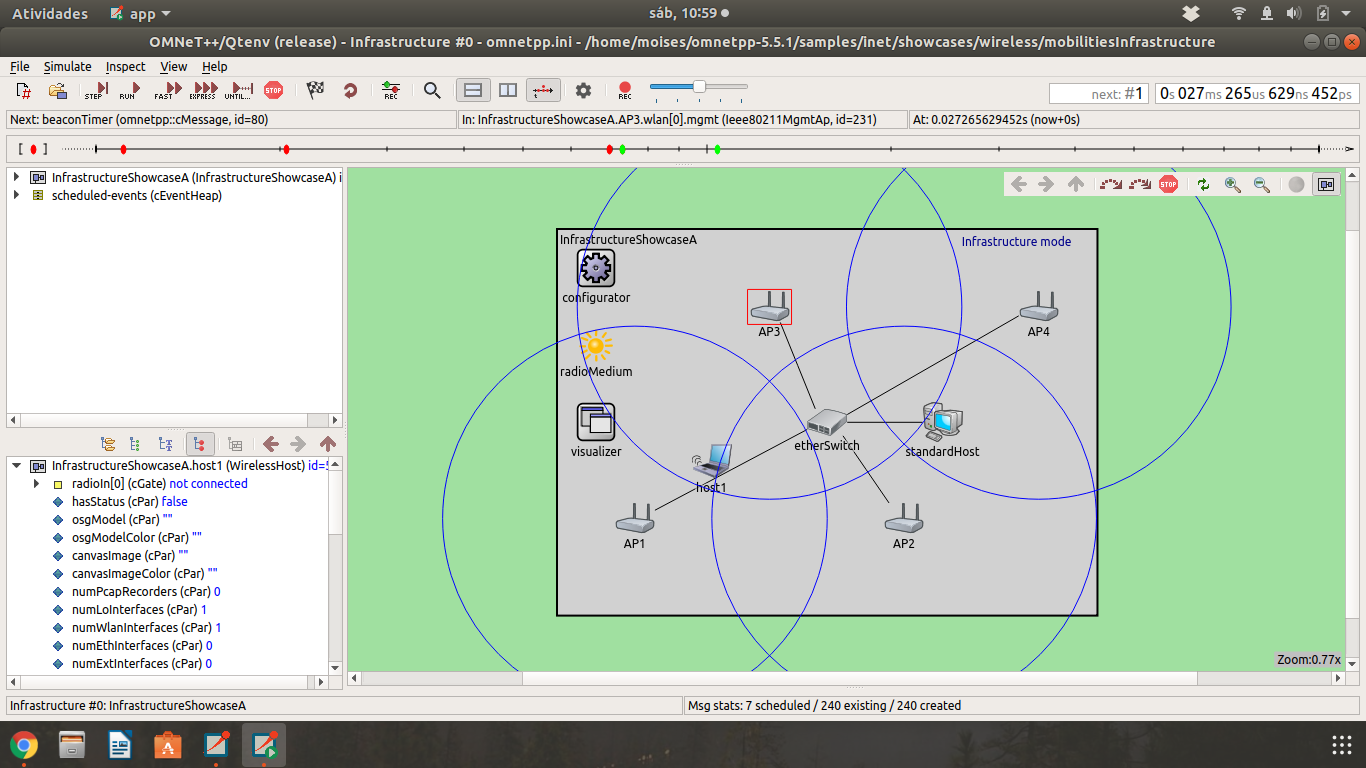 Atividades
app
sáb, 10:59
OMNeT++/Qtenv (release) - Infrastructure #0 - omnetpp.ini - /home/moises/omnetpp-5.5.1/samples/inet/showcases/wireless/mobilitiesInfrastructure
File Simulate Inspect View Help
STEP RUN FAST EXPRESS UNTIL... STOP REC REC
next: #1
0s 027ms 265us 629ns 452ps
Next: beaconTimer (omnetpp::cMessage, id=80)
In: InfrastructureShowcaseA.AP3.wlan[0].mgmt (Ieee80211MgmtAp, id=231)
At: 0.027265629452s (now+0s)
InfrastructureShowcaseA (InfrastructureShowcaseA) i
scheduled-events (cEventHeap)
STOP
InfrastructureShowcaseA
Infrastructure mode
configurator
AP3
AP4
radioMedium
visualizer
etherSwitch
standardHost
host1
AP1
AP2
Zoom:0.77x
InfrastructureShowcaseA.host1 (WirelessHost) id=5
radioIn[0] (cGate) not connected
hasStatus (cPar) false
osgModel (cPar) ""
osgModelColor (cPar) ""
canvasImage (cPar) ""
canvasImageColor (cPar) ""
numPcapRecorders (cPar) 0
numLoInterfaces (cPar) 1
numWlanInterfaces (cPar) 1
numEthInterfaces (cPar) 0
numExtInterfaces (cPar) 0
Infrastructure #0: InfrastructureShowcaseA
Msg stats: 7 scheduled / 240 existing / 240 created